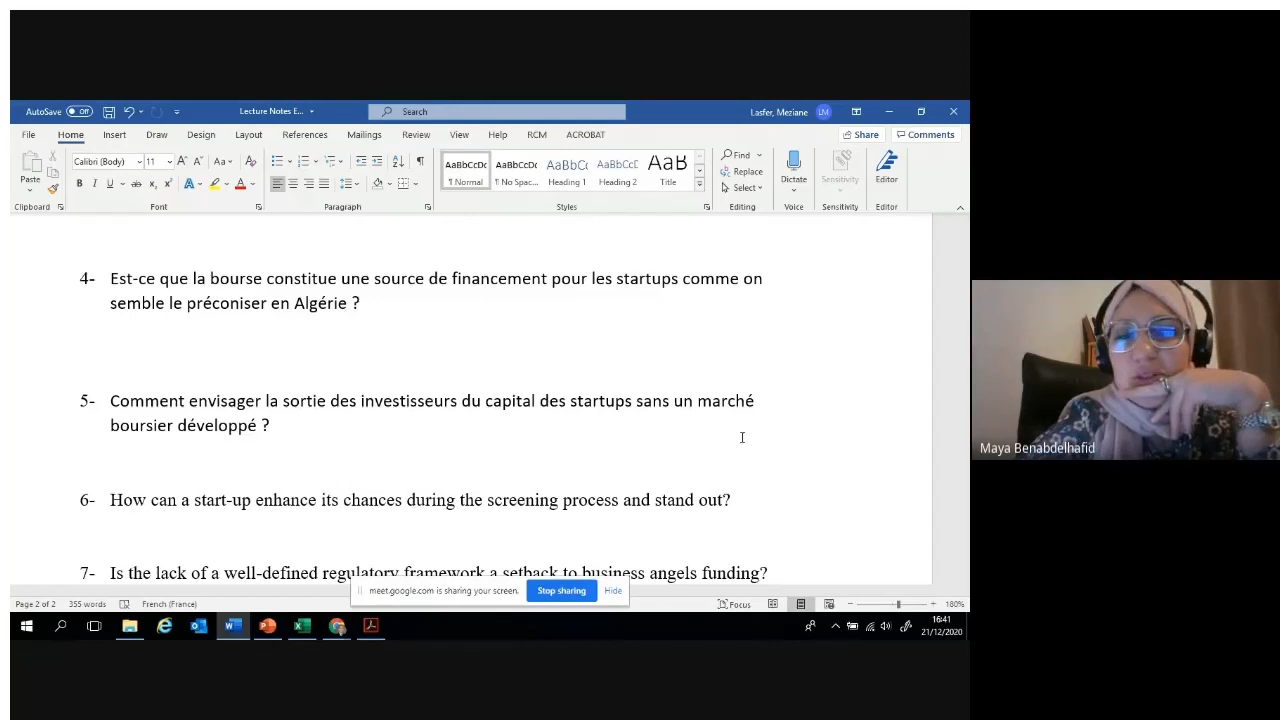 AutoSave Off Lecture Notes E... Search Lasfer, Meziane LM
File Home Insert Draw Design Layout References Mailings Review View Help RCM ACROBAT Share Comments
Paste Calibri (Body) 11 A A Aa A AaBbCcDc AaBbCcDc AaBbCc AaBbCcD AaB Find Replace Select Dictate Sensitivity Editor
B I U ab x₂ x² A A ¶ Normal ¶ No Spac... Heading 1 Heading 2 Title
Clipboard Font Paragraph Styles Editing Voice Sensitivity Editor
4- Est-ce que la bourse constitue une source de financement pour les startups comme on
semble le préconiser en Algérie ?
5- Comment envisager la sortie des investisseurs du capital des startups sans un marché
boursier développé ?
Maya Benabdelhafid
6- How can a start-up enhance its chances during the screening process and stand out?
7- Is the lack of a well-defined regulatory framework a setback to business angels funding?
meet.google.com is sharing your screen. Stop sharing Hide
Page 2 of 2 355 words French (France) Focus 180%
16:41
21/12/2020